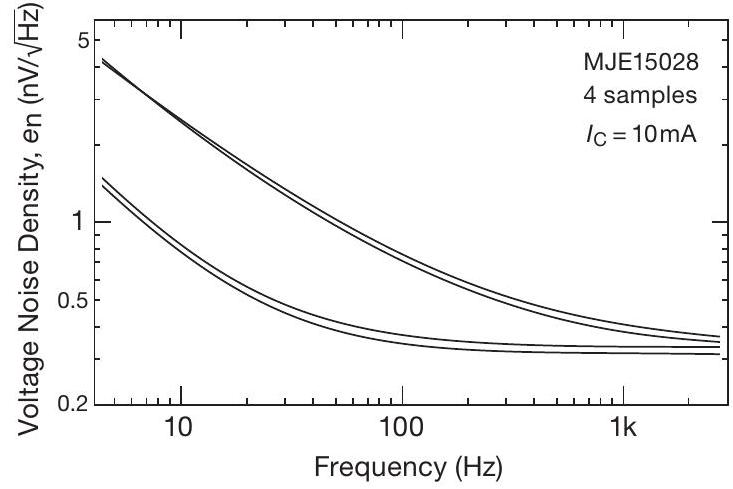 Voltage Noise Density, en (nV/√Hz)
5
1
0.5
0.2
MJE15028
4 samples
IC = 10mA
10 100 1k
Frequency (Hz)